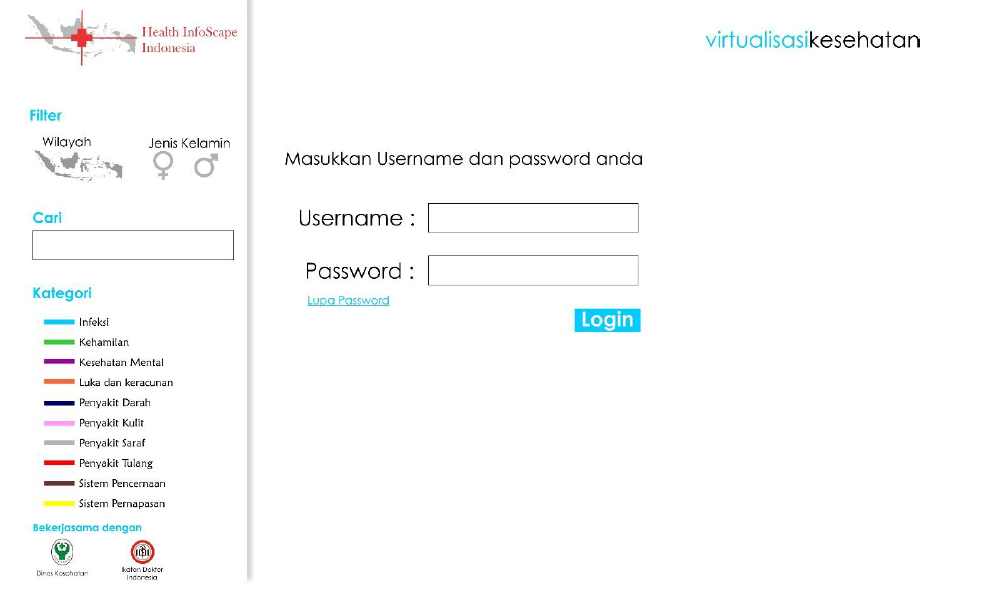 Health InfoScape
Indonesia
virtualisasikesehatan
Filter
Wilayah
Jenis Kelamin
Cari
Kategori
Infeksi
Kehamilan
Kesehatan Mental
Luka dan keracunan
Penyakit Darah
Penyakit Kulit
Penyakit Saraf
Penyakit Tulang
Sistem Pencernaan
Sistem Pernapasan
Bekerjasama dengan
Dinas Kesehatan
Ikatan Dokter
Indonesia
Masukkan Username dan password anda
Username :
Password :
Lupa Password
Login